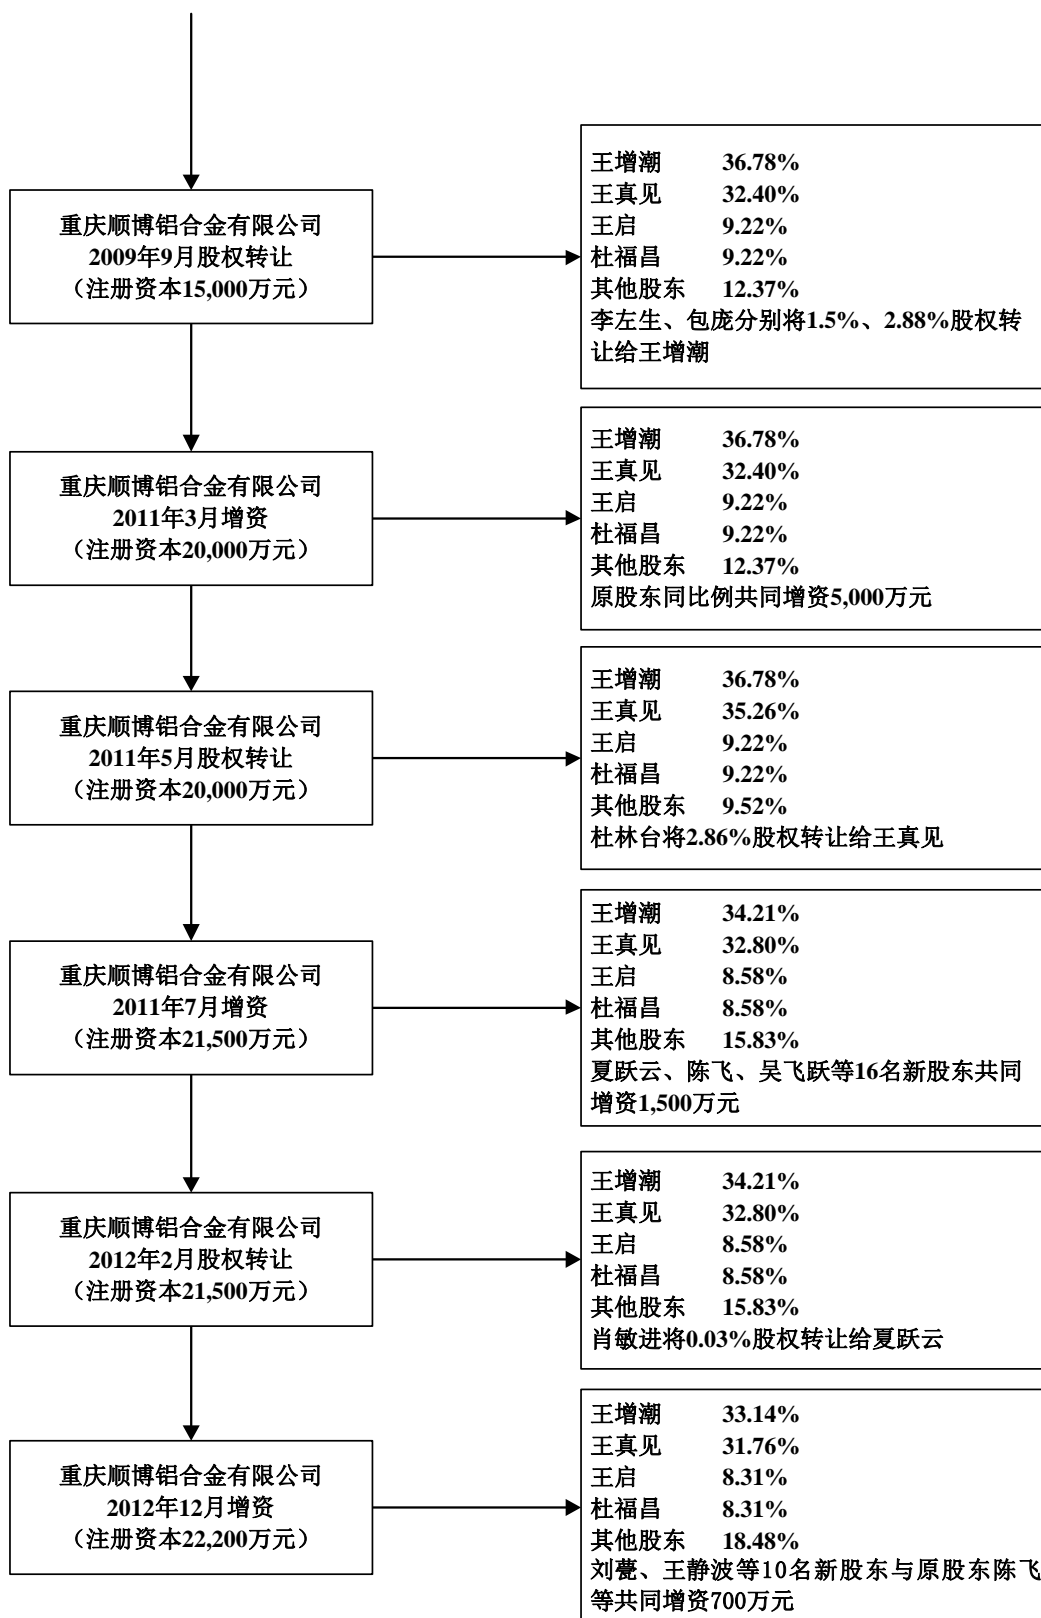 重庆顺博铝合金有限公司
2009年9月股权转让
（注册资本15,000万元）
王增潮 36.78%
王真见 32.40%
王启 9.22%
杜福昌 9.22%
其他股东 12.37%
李左生、包庞分别将1.5%、2.88%股权转
让给王增潮
重庆顺博铝合金有限公司
2011年3月增资
（注册资本20,000万元）
王增潮 36.78%
王真见 32.40%
王启 9.22%
杜福昌 9.22%
其他股东 12.37%
原股东同比例共同增资5,000万元
重庆顺博铝合金有限公司
2011年5月股权转让
（注册资本20,000万元）
王增潮 36.78%
王真见 35.26%
王启 9.22%
杜福昌 9.22%
其他股东 9.52%
杜林台将2.86%股权转让给王真见
重庆顺博铝合金有限公司
2011年7月增资
（注册资本21,500万元）
王增潮 34.21%
王真见 32.80%
王启 8.58%
杜福昌 8.58%
其他股东 15.83%
夏跃云、陈飞、吴飞跃等16名新股东共同
增资1,500万元
重庆顺博铝合金有限公司
2012年2月股权转让
（注册资本21,500万元）
王增潮 34.21%
王真见 32.80%
王启 8.58%
杜福昌 8.58%
其他股东 15.83%
肖敏进将0.03%股权转让给夏跃云
重庆顺博铝合金有限公司
2012年12月增资
（注册资本22,200万元）
王增潮 33.14%
王真见 31.76%
王启 8.31%
杜福昌 8.31%
其他股东 18.48%
刘甍、王静波等10名新股东与原股东陈飞
等共同增资700万元